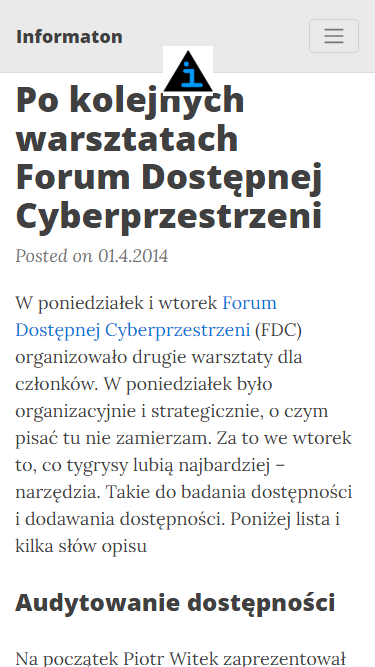 Informaton
Po kolejnych
warsztatach
Forum Dostępnej
Cyberprzestrzeni
Posted on 01.4.2014
W poniedziałek i wtorek Forum
Dostępnej Cyberprzestrzeni (FDC)
organizowało drugie warsztaty dla
członków. W poniedziałek było
organizacyjnie i strategicznie, o czym
pisać tu nie zamierzam. Za to we wtorek
to, co tygrysy lubią najbardziej –
narzędzia. Takie do badania dostępności
i dodawania dostępności. Poniżej lista i
kilka słów opisu
Audytowanie dostępności
Na początek Piotr Witek zaprezentował